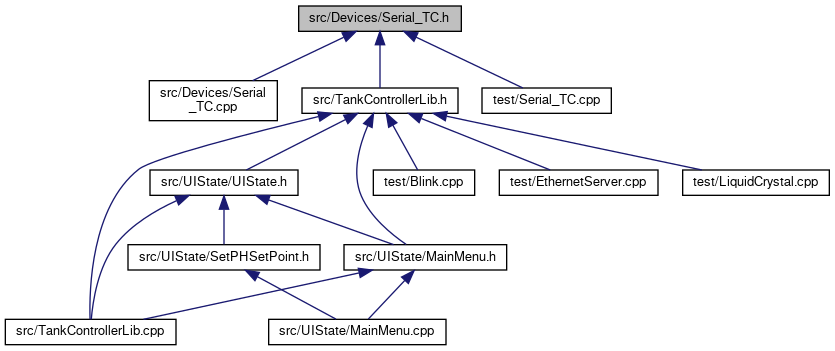 src/Devices/Serial_TC.h
src/Devices/Serial
_TC.cpp
src/TankControllerLib.h
test/Serial_TC.cpp
src/UIState/UIState.h
test/Blink.cpp
test/EthernetServer.cpp
test/LiquidCrystal.cpp
src/UIState/SetPHSetPoint.h
src/UIState/MainMenu.h
src/TankControllerLib.cpp
src/UIState/MainMenu.cpp